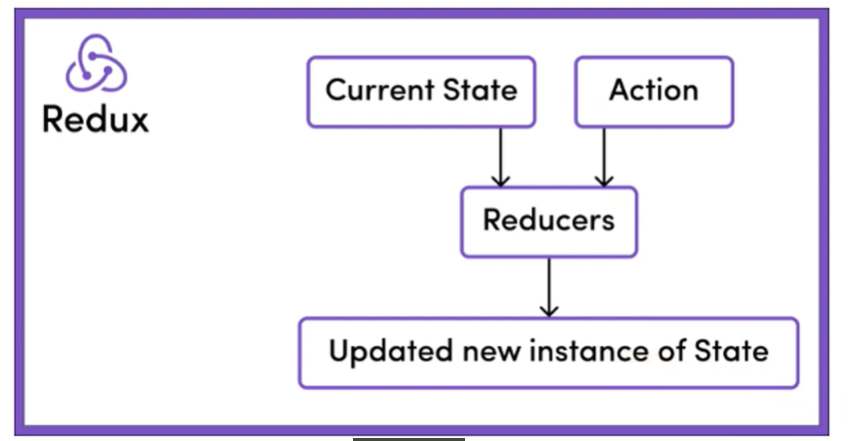 Redux
Current State
Action
Reducers
Updated new instance of State